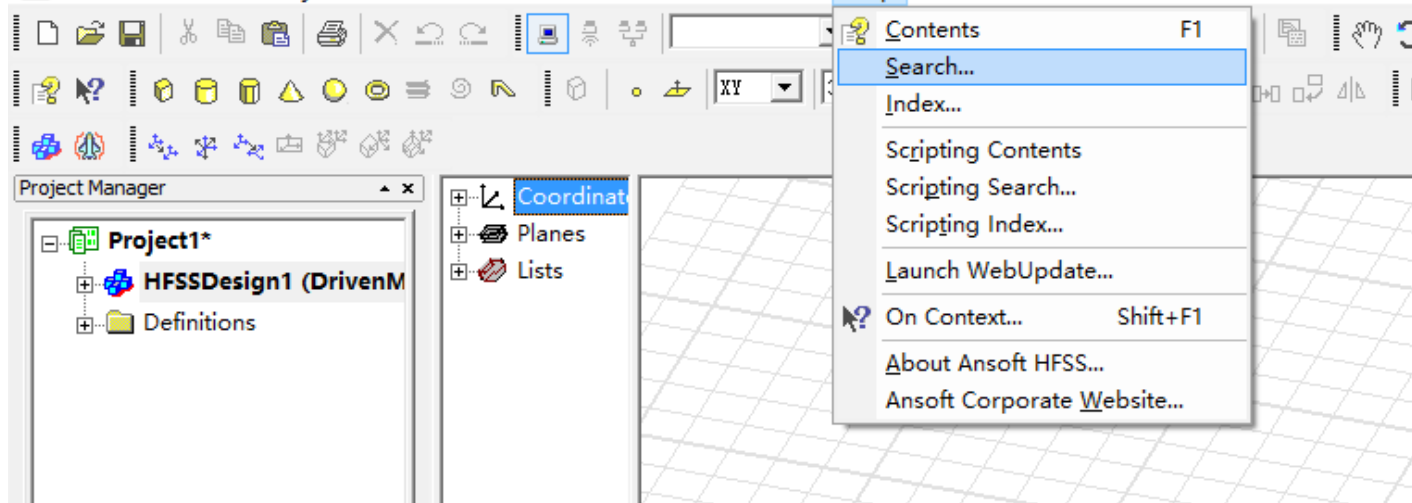 Contents F1
Search...
XY
Index...
Scripting Contents
Project Manager
Scripting Search...
Coordinat
Project1*
Planes
Scripting Index...
HFSSDesign1 (DrivenM
Lists
Launch WebUpdate...
Definitions
On Context... Shift+F1
About Ansoft HFSS...
Ansoft Corporate Website...